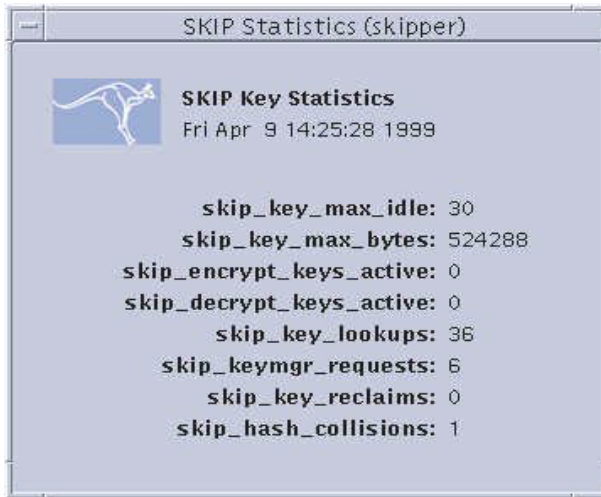 SKIP Statistics (skipper)
SKIP Key Statistics
Fri Apr  9 14:25:28 1999
skip_key_max_idle: 30
skip_key_max_bytes: 524288
skip_encrypt_keys_active: 0
skip_decrypt_keys_active: 0
skip_key_lookups: 36
skip_keymgr_requests: 6
skip_key_reclaims: 0
skip_hash_collisions: 1